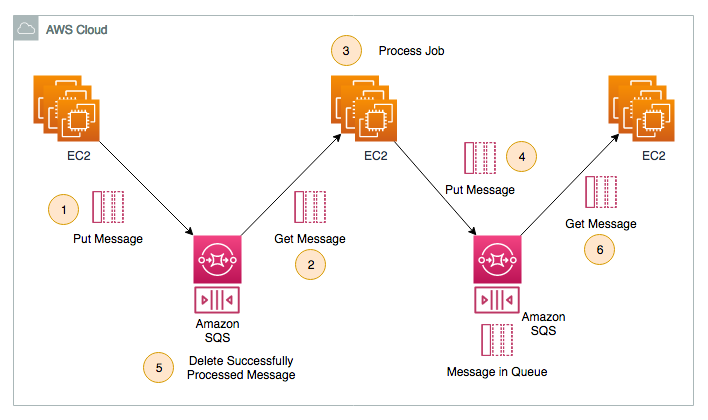 AWS Cloud
3
Process Job
EC2
EC2
EC2
1
Put Message
Get Message
2
Put Message
4
Get Message
6
Amazon
SQS
Amazon
SQS
5
Delete Successfully
Processed Message
Message in Queue